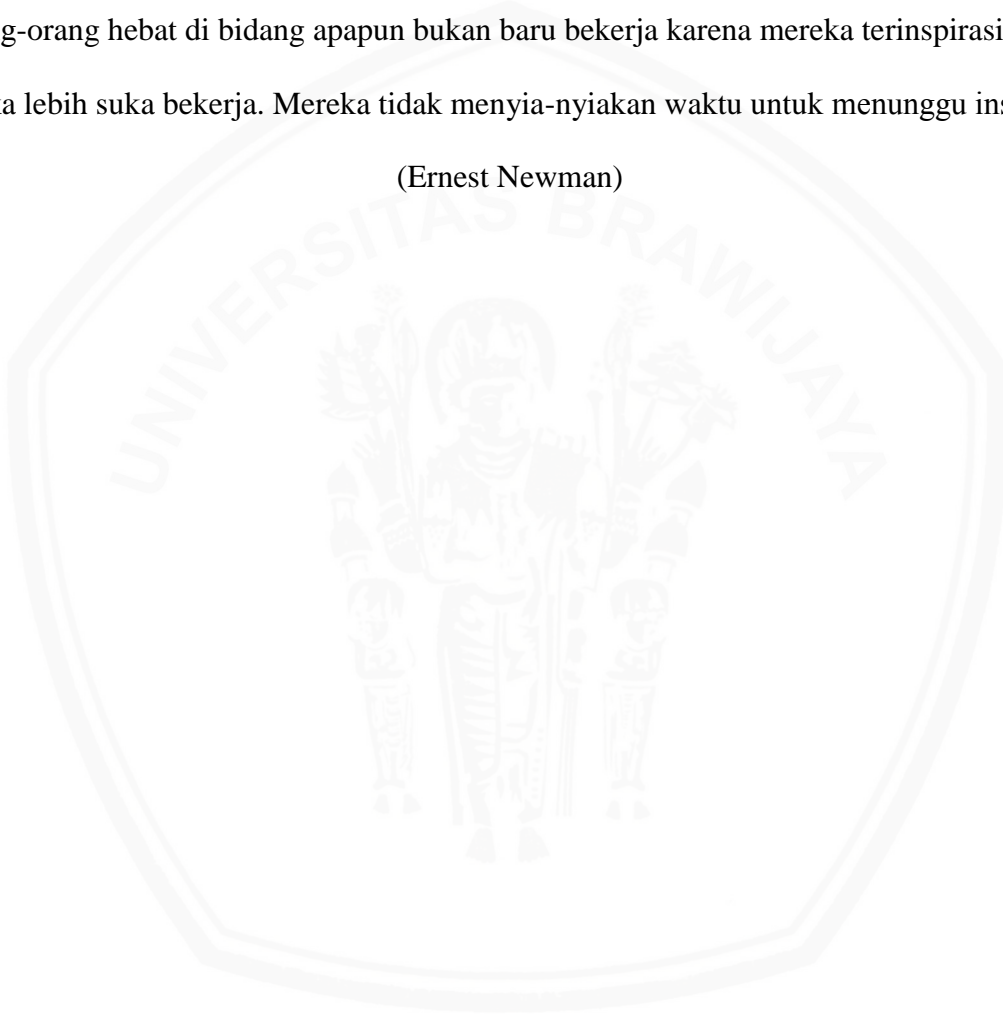 g-orang hebat di bidang apapun bukan baru bekerja karena mereka terinspirasi
a lebih suka bekerja. Mereka tidak menyia-nyiakan waktu untuk menunggu ins
(Ernest Newman)
UNIVERSITAS BRAWIJAYA